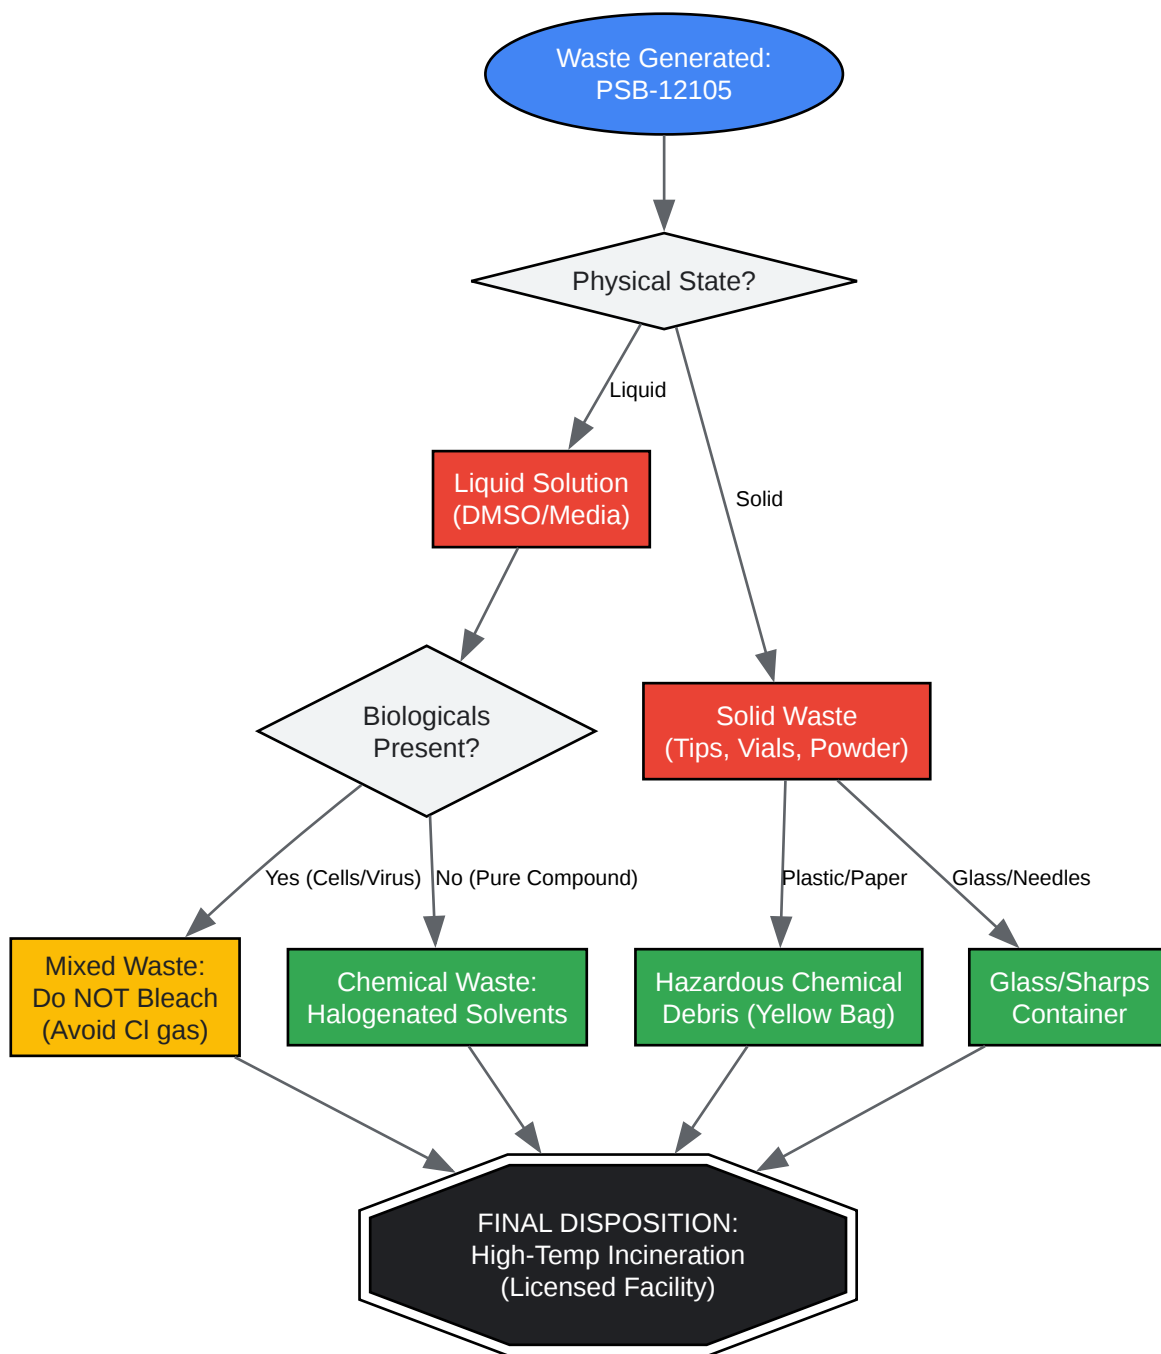 Waste Generated:
PSB-12105
Physical State?
Liquid
Solid
Liquid Solution
(DMSO/Media)
Biologicals
Present?
Solid Waste
(Tips, Vials, Powder)
Yes (Cells/Virus)
No (Pure Compound)
Plastic/Paper
Glass/Needles
Mixed Waste:
Do NOT Bleach
(Avoid Cl gas)
Chemical Waste:
Halogenated Solvents
Hazardous Chemical
Debris (Yellow Bag)
Glass/Sharps
Container
FINAL DISPOSITION:
High-Temp Incineration
(Licensed Facility)